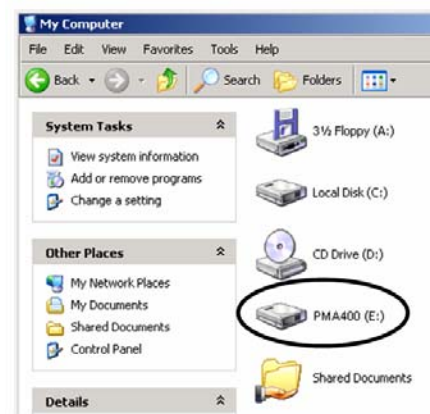 My Computer
File Edit View Favorites Tools Help
Back Search Folders
System Tasks
View system information
Add or remove programs
Change a setting
Other Places
My Network Places
My Documents
Shared Documents
Control Panel
Details
3½ Floppy (A:)
Local Disk (C:)
CD Drive (D:)
PMA400 (E:)
Shared Documents